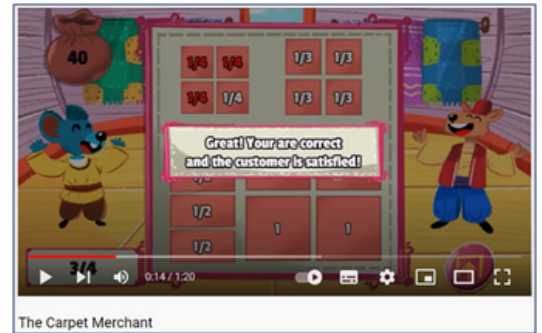 40
1/4 1/4
1/3 1/3
1/4 1/4
1/3 1/3
Great! Your are correct
and the customer is satisfied!
1/2
1/2
1
1
1/2
3/4
0:14 / 1:20
The Carpet Merchant